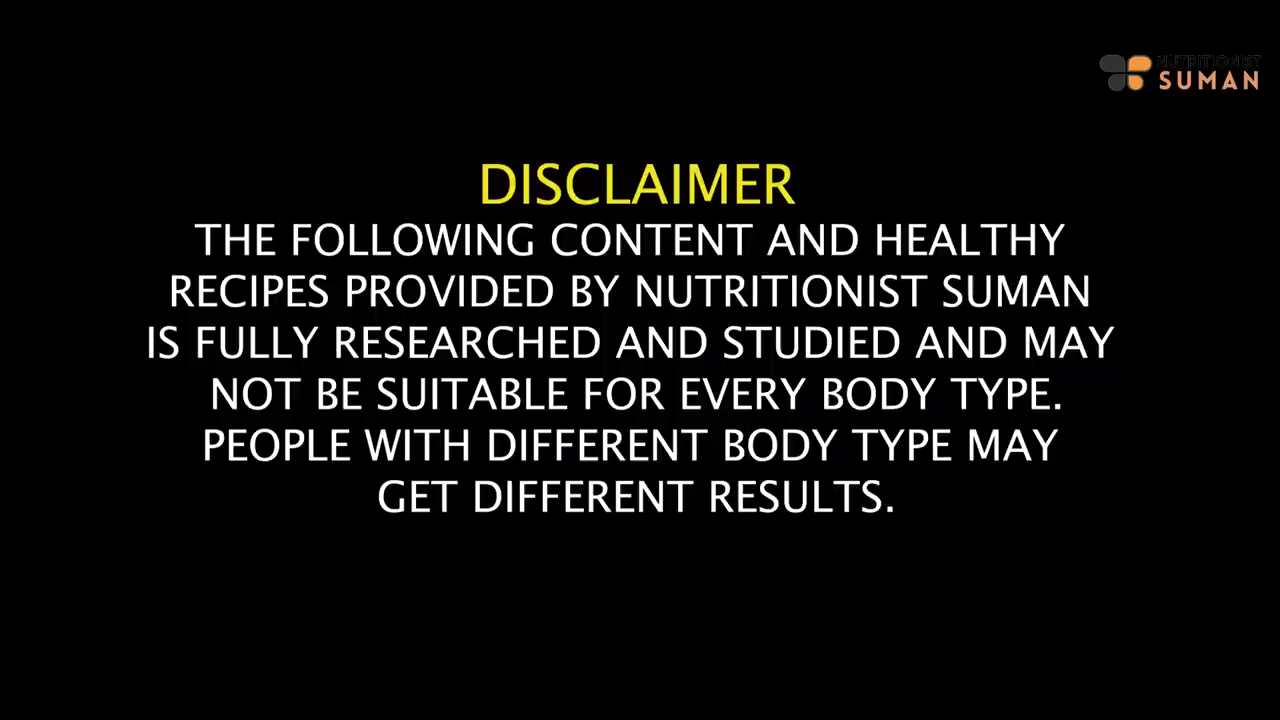 NUTRITIONIST
SUMAN
DISCLAIMER
THE FOLLOWING CONTENT AND HEALTHY
RECIPES PROVIDED BY NUTRITIONIST SUMAN
IS FULLY RESEARCHED AND STUDIED AND MAY
NOT BE SUITABLE FOR EVERY BODY TYPE.
PEOPLE WITH DIFFERENT BODY TYPE MAY
GET DIFFERENT RESULTS.